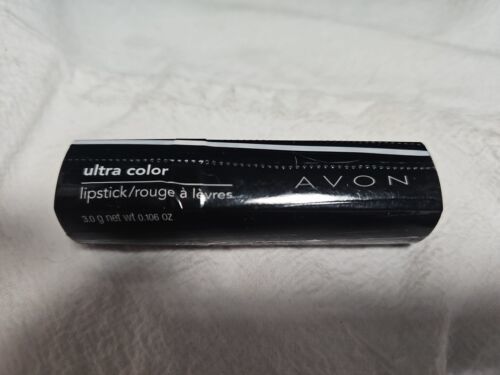 ultra color
lipstick/rouge à lèvres
3.0 g net wt 0.106 oz
AVON